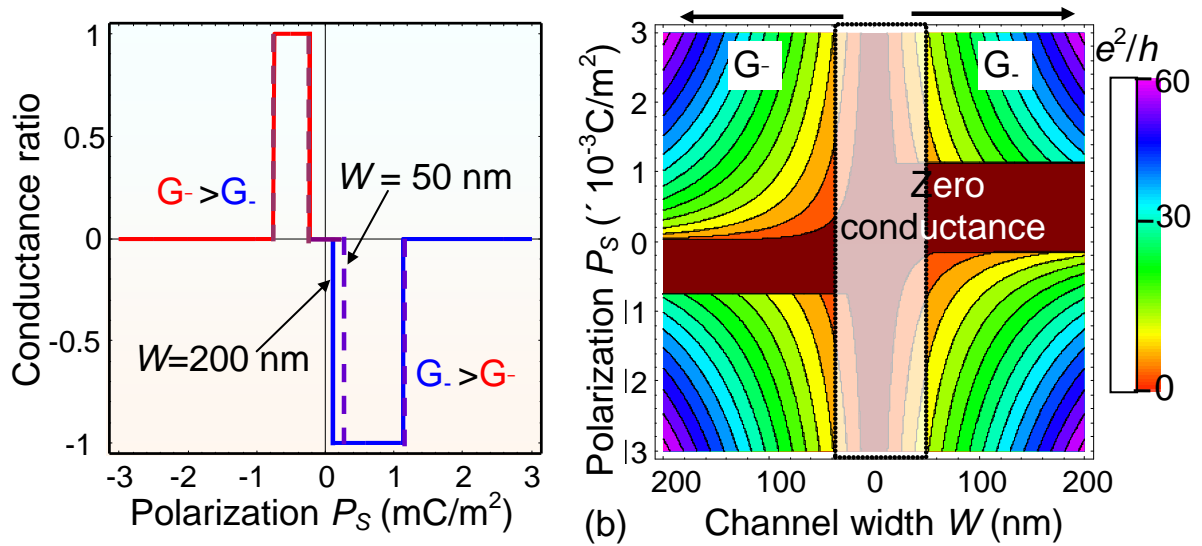 Conductance ratio
1
0.5
0
-0.5
-1
G- >G-
W = 50 nm
W=200 nm
G- >G-
-3
-2
-1
0
1
2
3
Polarization PS (mC/m²)
Polarization PS (´ 10⁻³C/m²)
3
2
1
0
|1
|2
|3
G-
G-
Zero
conductance
200
100
0
100
200
(b)
Channel width W (nm)
e²/h
60
30
0